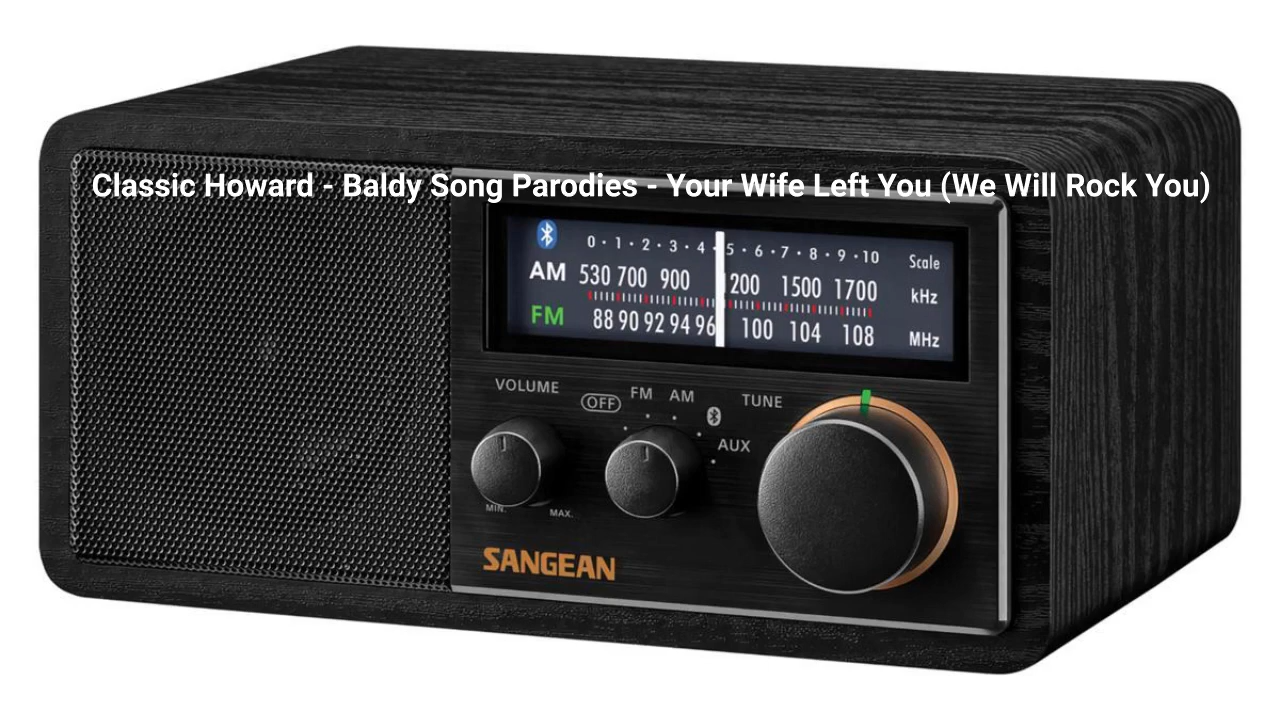 Classic Howard - Baldy Song Parodies - Your Wife Left You (We Will Rock You)
0 · 1 · 2 · 3 · 4 · 5 · 6 · 7 · 8 · 9 · 10 Scale
AM 530 700 900 1200 1500 1700 kHz
FM 88 90 92 94 96 100 104 108 MHz
VOLUME OFF FM AM TUNE
AUX
MIN. MAX.
SANGEAN